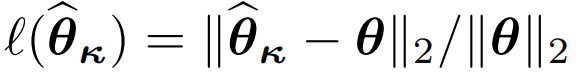 ℓ(θ̂_κ) = ‖θ̂_κ − θ‖₂/‖θ‖₂